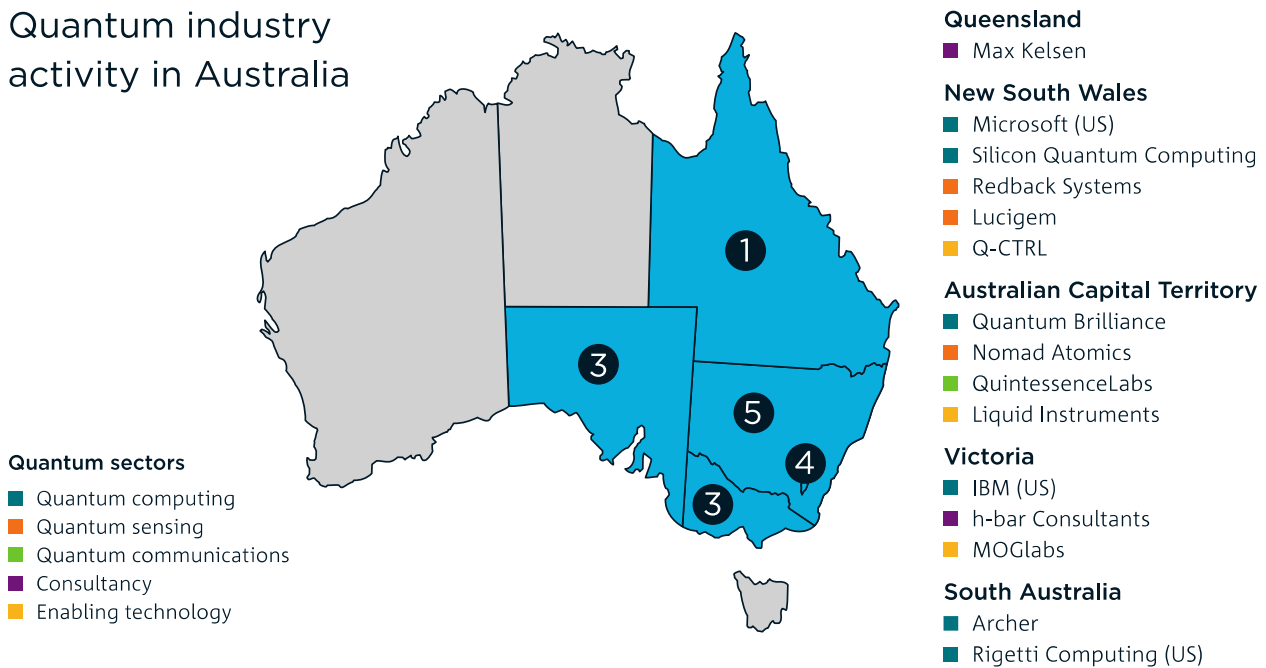 Quantum industry
activity in Australia
1
3
5
4
3
Quantum sectors
Quantum computing
Quantum sensing
Quantum communications
Consultancy
Enabling technology
Queensland
Max Kelsen
New South Wales
Microsoft (US)
Silicon Quantum Computing
Redback Systems
Lucigem
Q-CTRL
Australian Capital Territory
Quantum Brilliance
Nomad Atomics
QuintessenceLabs
Liquid Instruments
Victoria
IBM (US)
h-bar Consultants
MOGlabs
South Australia
Archer
Rigetti Computing (US)